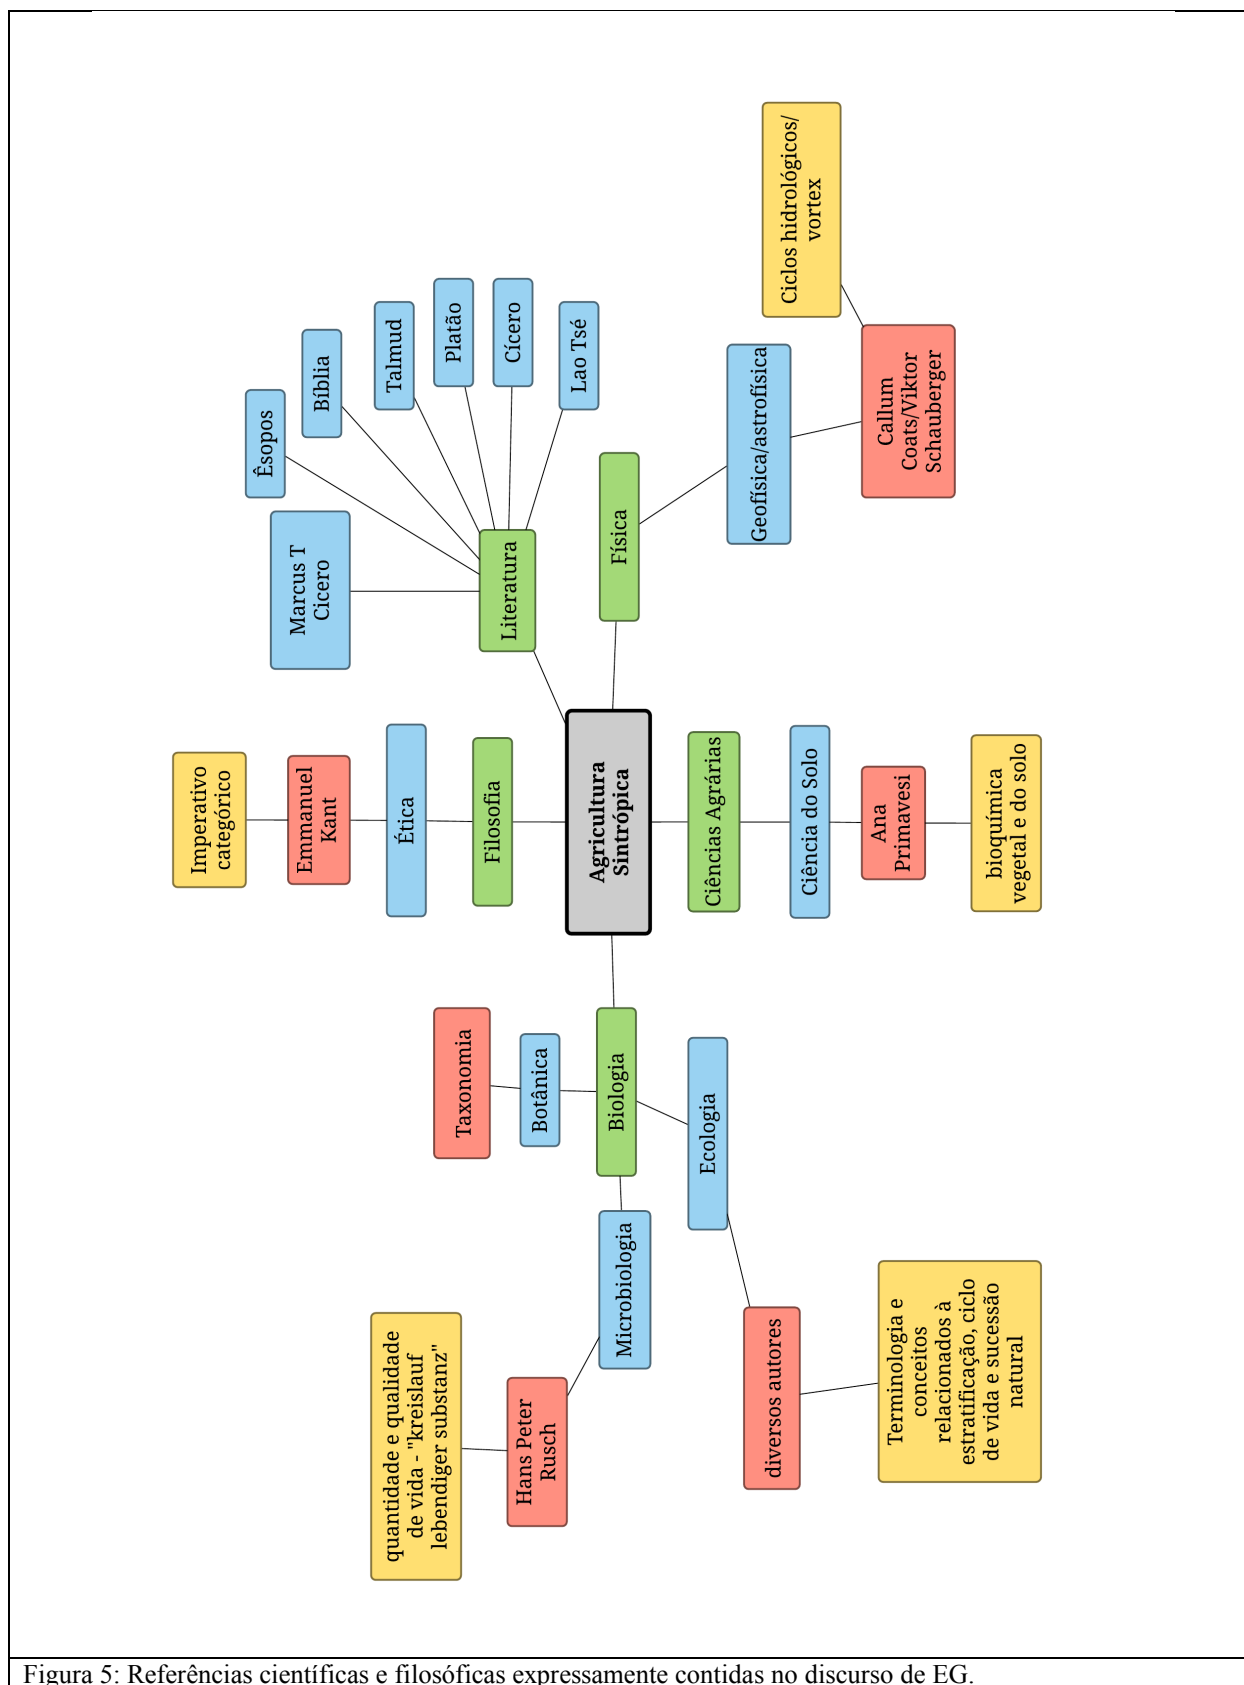 Imperativo
categórico
Emmanuel
Kant
Ética
Filosofia
Marcus T
Cicero
Êsopos
Bíblia
Talmud
Platão
Cícero
Lao Tsé
Literatura
Física
Geofísica/astrofísica
Callum
Coats/Viktor
Schauberger
Ciclos hidrológicos/
vortex
Agricultura
Sintrópica
Ciências Agrárias
Ciência do Solo
Ana
Primavesi
bioquímica
vegetal e do solo
Biologia
Botânica
Taxonomia
Microbiologia
Hans Peter
Rusch
quantidade e qualidade
de vida - "kreislauf
lebendiger substanz"
Ecologia
diversos autores
Terminologia e
conceitos
relacionados à
estratificação, ciclo
de vida e sucessão
natural
Figura 5: Referências científicas e filosóficas expressamente contidas no discurso de EG.